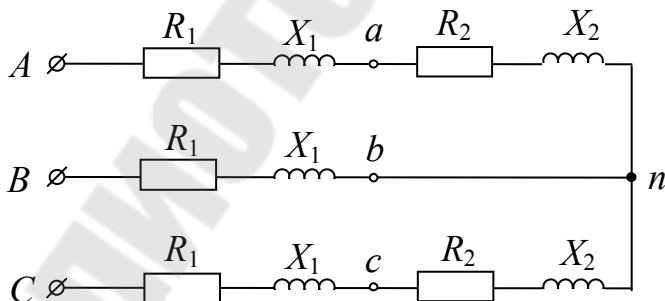 R₁ X₁ a R₂ X₂
A
R₁ X₁ b
B n
R₁ X₁ c R₂ X₂
C